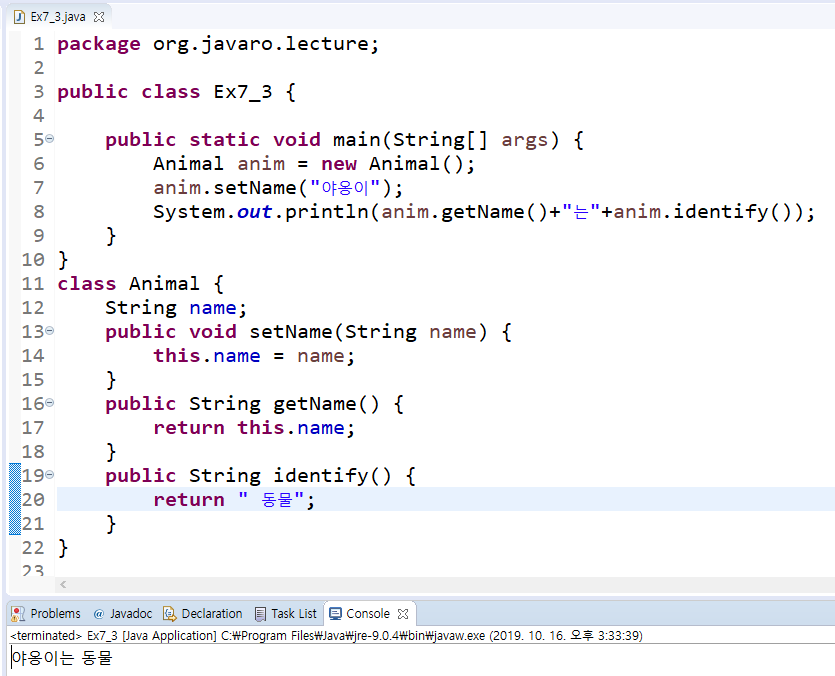 Ex7_3.java
1 package org.javaro.lecture;
2
3 public class Ex7_3 {
4
5     public static void main(String[] args) {
6         Animal anim = new Animal();
7         anim.setName("야옹이");
8         System.out.println(anim.getName()+"는"+anim.identify());
9     }
10 }
11 class Animal {
12     String name;
13     public void setName(String name) {
14         this.name = name;
15     }
16     public String getName() {
17         return this.name;
18     }
19     public String identify() {
20         return " 동물";
21     }
22 }
23
Problems @ Javadoc Declaration Task List Console
<terminated> Ex7_3 [Java Application] C:₩Program Files₩Java₩jre-9.0.4₩bin₩javaw.exe (2019. 10. 16. 오후 3:33:39)
야옹이는 동물